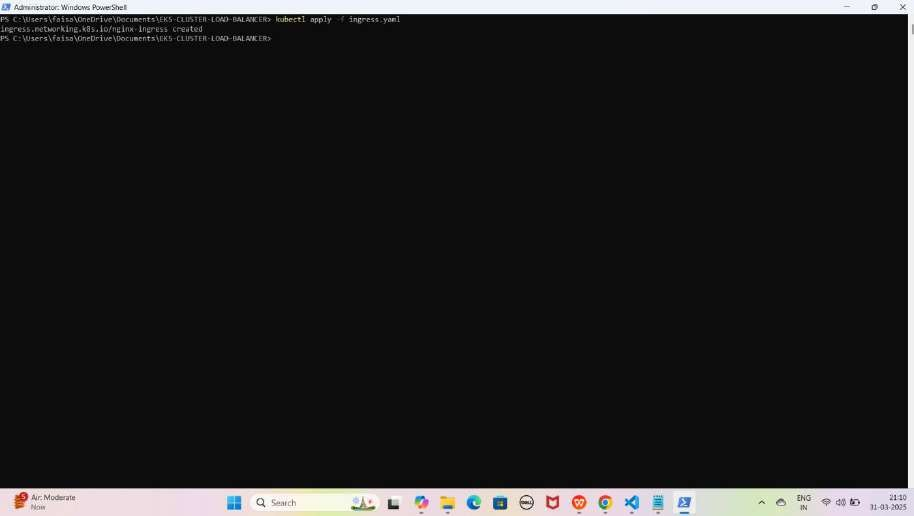 Administrator: Windows PowerShell
PS C:\Users\faisa\OneDrive\Documents\EKS-CLUSTER-LOAD-BALANCER> kubectl apply -f ingress.yaml
ingress.networking.k8s.io/nginx-ingress created
PS C:\Users\faisa\OneDrive\Documents\EKS-CLUSTER-LOAD-BALANCER>
5
Air: Moderate
Now
Search
DELL
W
ENG
IN
21:10
31-03-2025